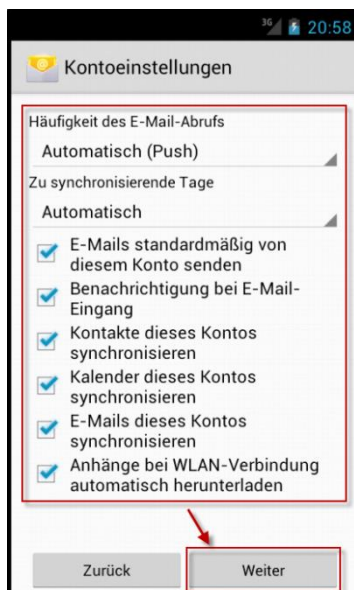 3G 20:58
Kontoeinstellungen
Häufigkeit des E-Mail-Abrufs
Automatisch (Push)
Zu synchronisierende Tage
Automatisch
E-Mails standardmäßig von
diesem Konto senden
Benachrichtigung bei E-Mail-
Eingang
Kontakte dieses Kontos
synchronisieren
Kalender dieses Kontos
synchronisieren
E-Mails dieses Kontos
synchronisieren
Anhänge bei WLAN-Verbindung
automatisch herunterladen
Zurück Weiter